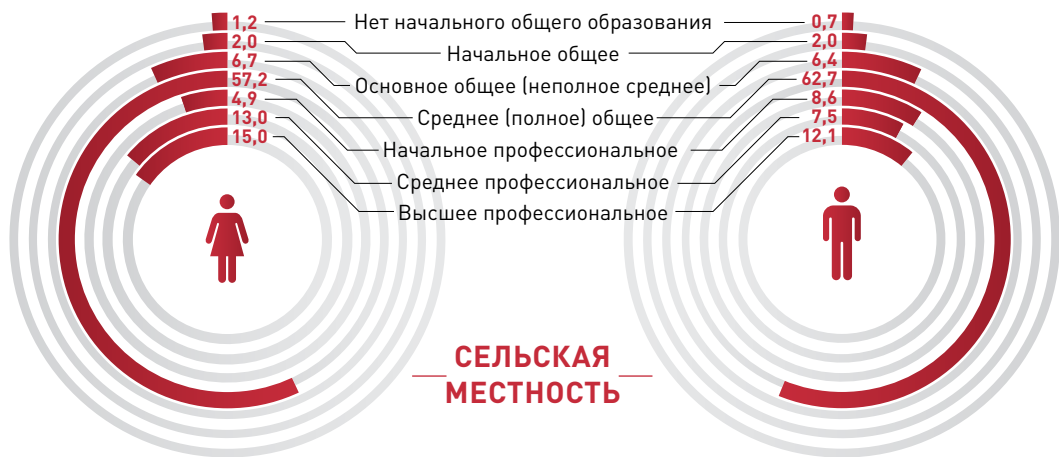 1,2 Нет начального общего образования 0,7
2,0 Начальное общее 2,0
6,7 Основное общее (неполное среднее) 6,4
57,2 Среднее (полное) общее 62,7
4,9 Начальное профессиональное 8,6
13,0 Среднее профессиональное 7,5
15,0 Высшее профессиональное 12,1
СЕЛЬСКАЯ
МЕСТНОСТЬ